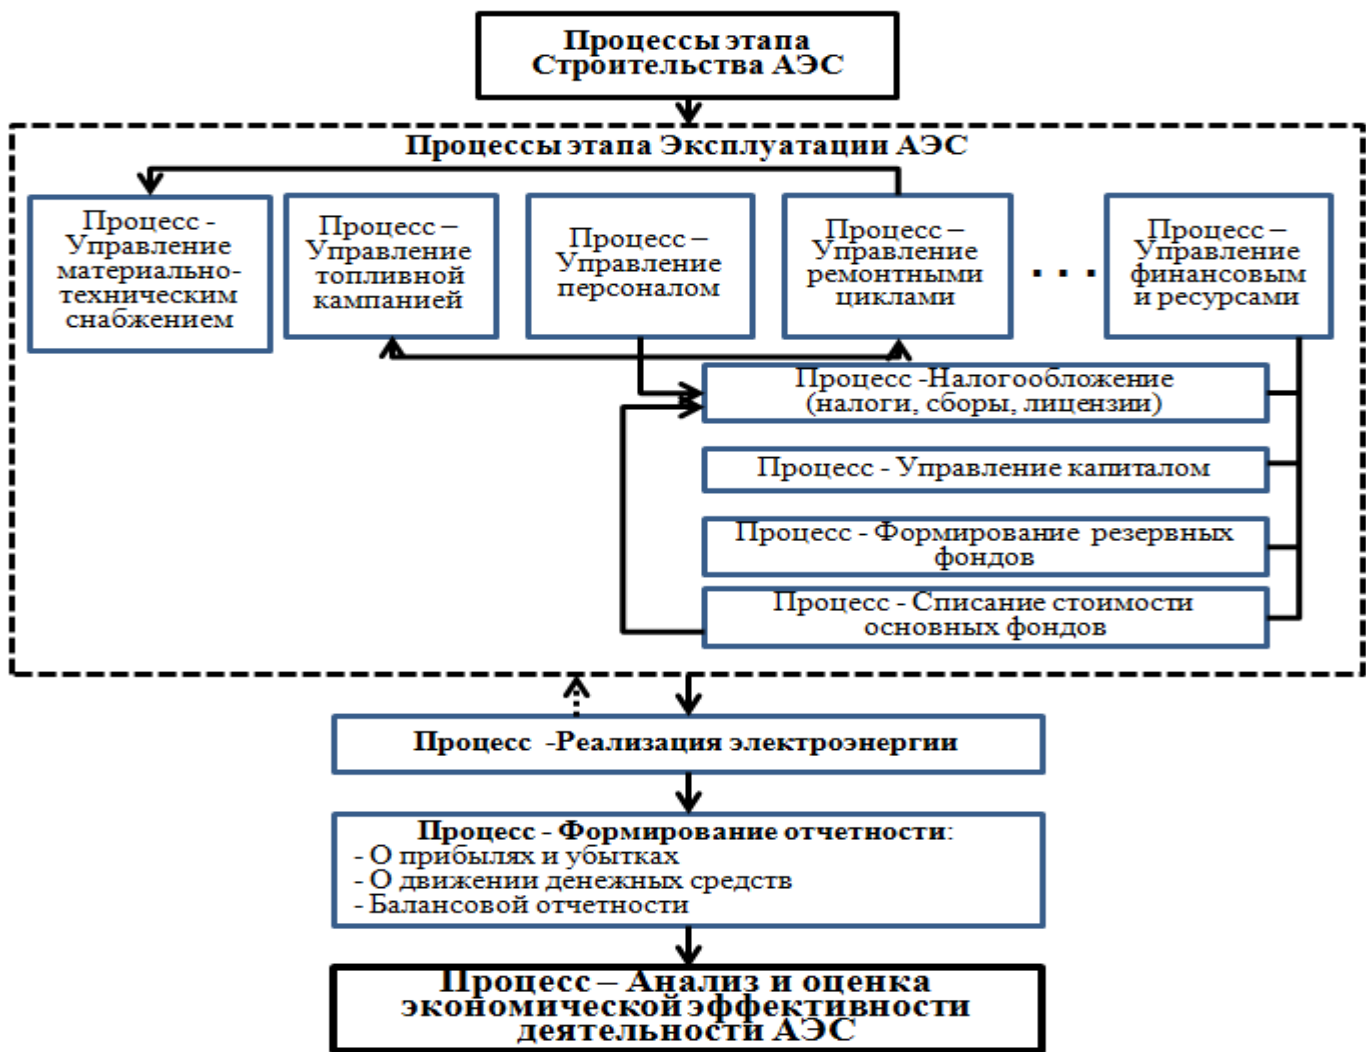 Процессы этапа
Строительства АЭС
Процессы этапа Эксплуатации АЭС
Процесс -
Управление
материально-
техническим
снабжением
Процесс –
Управление
топливной
кампанией
Процесс –
Управление
персоналом
Процесс –
Управление
ремонтными
циклами
. . .
Процесс –
Управление
финансовым
и ресурсами
Процесс -Налогообложение
(налоги, сборы, лицензии)
Процесс - Управление капиталом
Процесс - Формирование резервных
фондов
Процесс - Списание стоимости
основных фондов
Процесс -Реализация электроэнергии
Процесс - Формирование отчетности:
- О прибылях и убытках
- О движении денежных средств
- Балансовой отчетности
Процесс – Анализ и оценка
экономической эффективности
деятельности АЭС